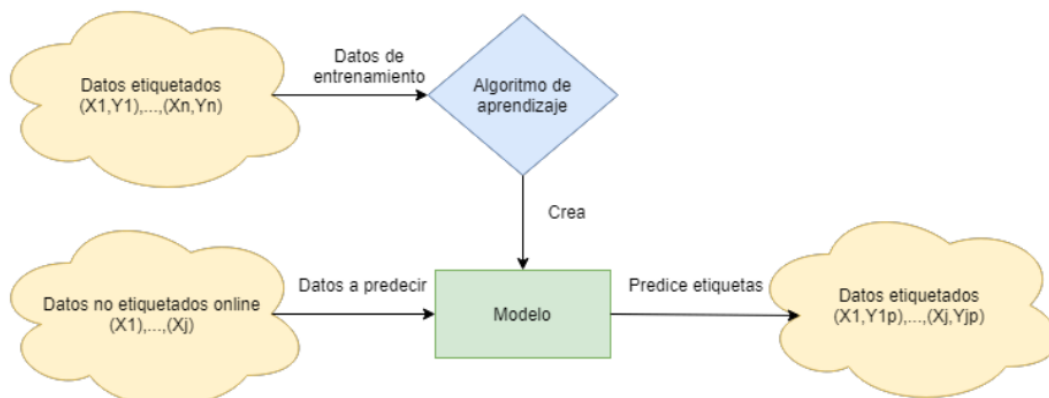 Datos etiquetados
(X1,Y1),...,(Xn,Yn)
Datos de
entrenamiento
Algoritmo de
aprendizaje
Crea
Datos no etiquetados online
(X1),...,(Xj)
Datos a predecir
Modelo
Predice etiquetas
Datos etiquetados
(X1,Y1p),...,(Xj,Yjp)